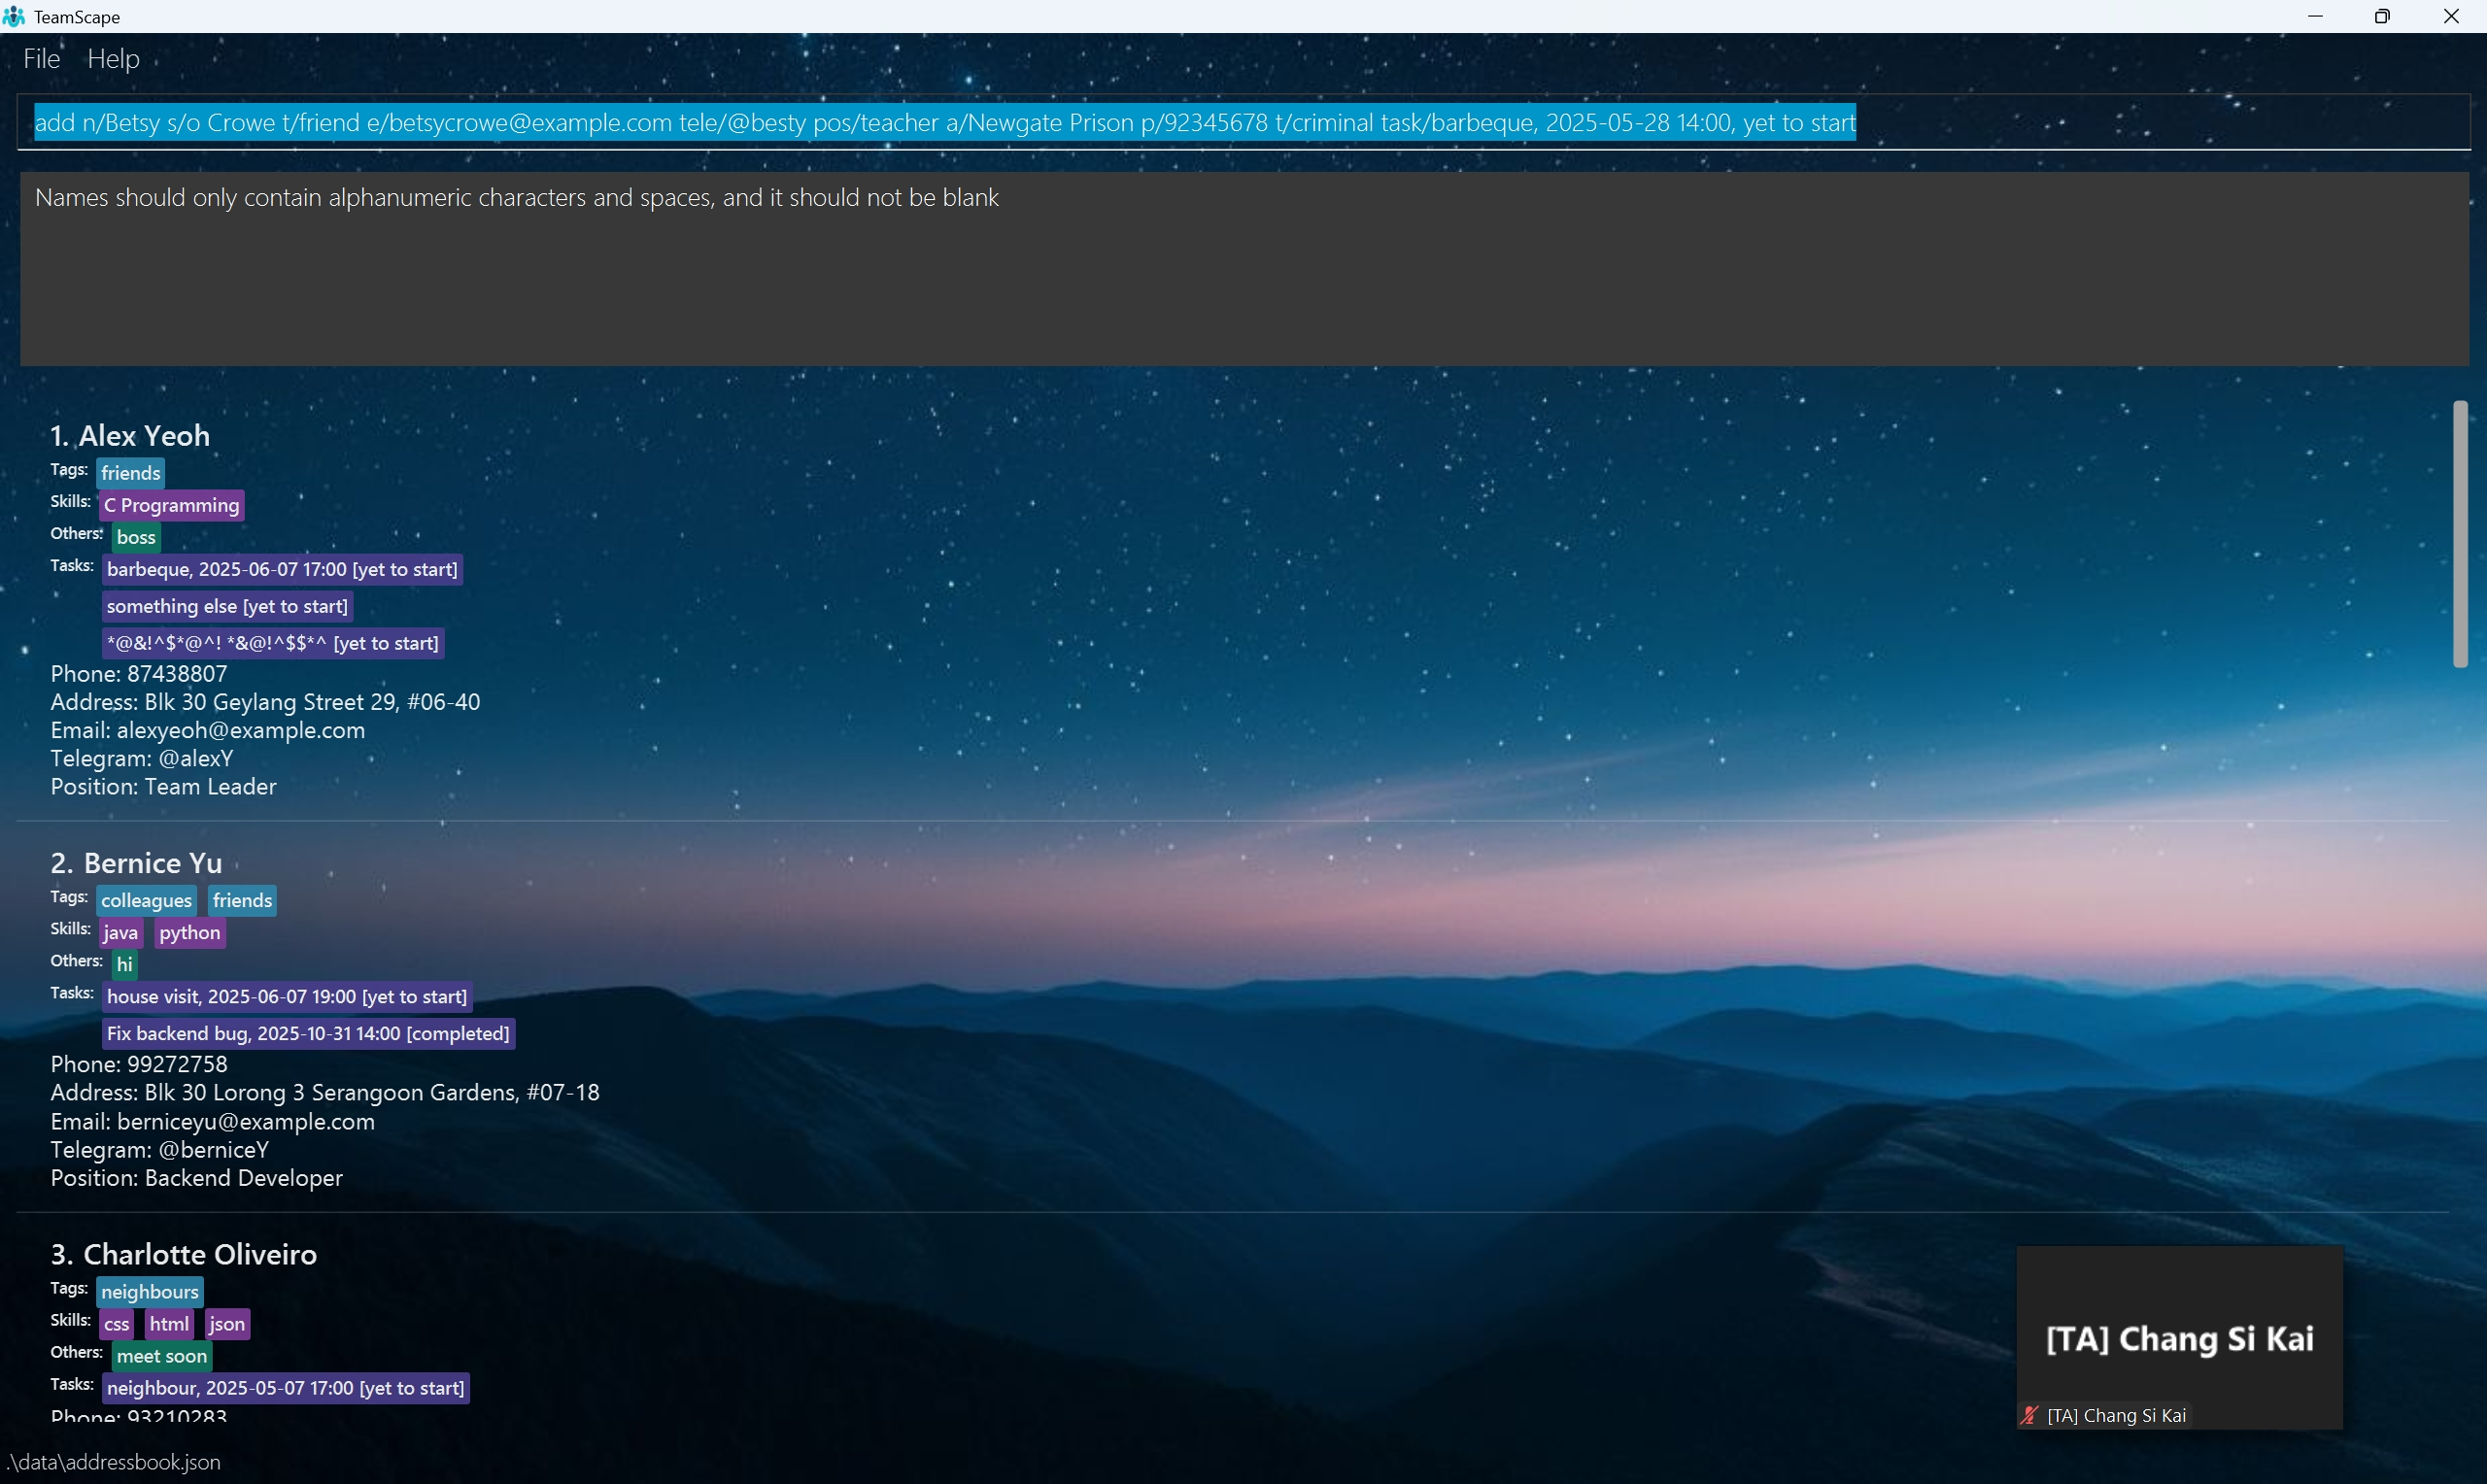 TeamScape
File Help
add n/Betsy s/o Crowe t/friend e/betsycrowe@example.com tele/@besty pos/teacher a/Newgate Prison p/92345678 t/criminal task/barbeque, 2025-05-28 14:00, yet to start
Names should only contain alphanumeric characters and spaces, and it should not be blank
1. Alex Yeoh
Tags: friends
Skills: C Programming
Others: boss
Tasks: barbeque, 2025-06-07 17:00 [yet to start]
something else [yet to start]
*@&!^$*@^! *&@!^$$*^ [yet to start]
Phone: 87438807
Address: Blk 30 Geylang Street 29, #06-40
Email: alexyeoh@example.com
Telegram: @alexY
Position: Team Leader
2. Bernice Yu
Tags: colleagues friends
Skills: java python
Others: hi
Tasks: house visit, 2025-06-07 19:00 [yet to start]
Fix backend bug, 2025-10-31 14:00 [completed]
Phone: 99272758
Address: Blk 30 Lorong 3 Serangoon Gardens, #07-18
Email: berniceyu@example.com
Telegram: @berniceY
Position: Backend Developer
3. Charlotte Oliveiro
Tags: neighbours
Skills: css html json
Others: meet soon
Tasks: neighbour, 2025-05-07 17:00 [yet to start]
Phone: 93210283
[TA] Chang Si Kai
[TA] Chang Si Kai
.\data\addressbook.json